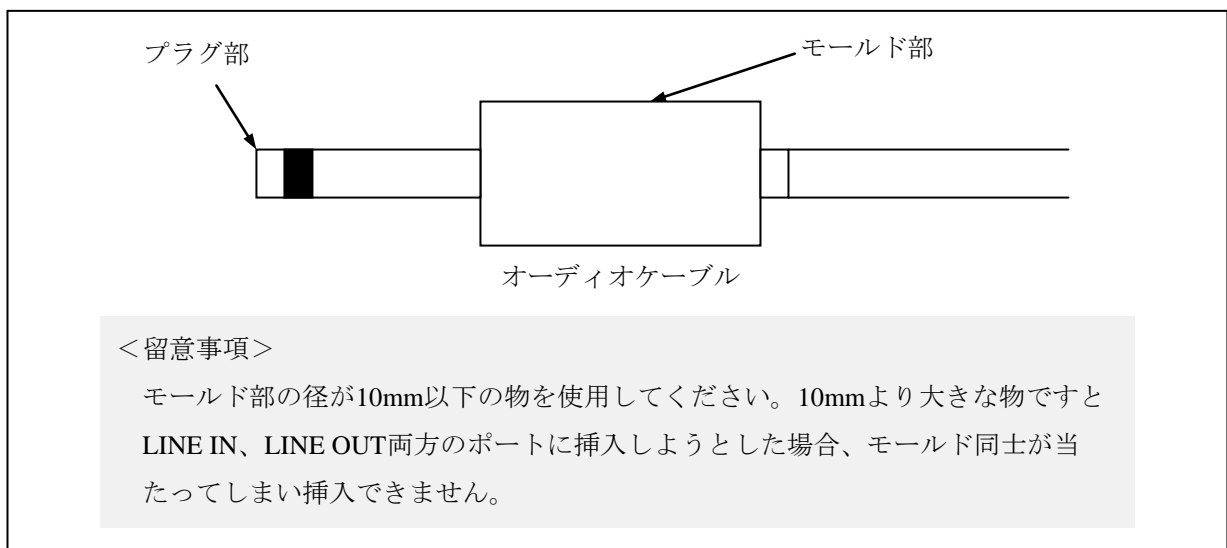 プラグ部
モールド部
オーディオケーブル
＜留意事項＞
モールド部の径が10mm以下の物を使用してください。10mmより大きな物ですと
LINE IN、LINE OUT両方のポートに挿入しようとした場合、モールド同士が当
たってしまい挿入できません。